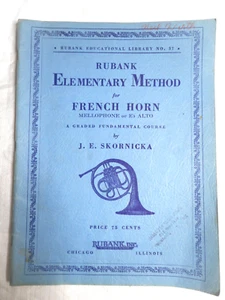 RUBANK EDUCATIONAL LIBRARY No. 37
RUBANK
ELEMENTARY METHOD
for
FRENCH HORN
MELLOPHONE or E♭ ALTO
A GRADED FUNDAMENTAL COURSE
by
J. E. SKORNICKA
PRICE 75 CENTS
RUBANK INC.
CHICAGO ILLINOIS